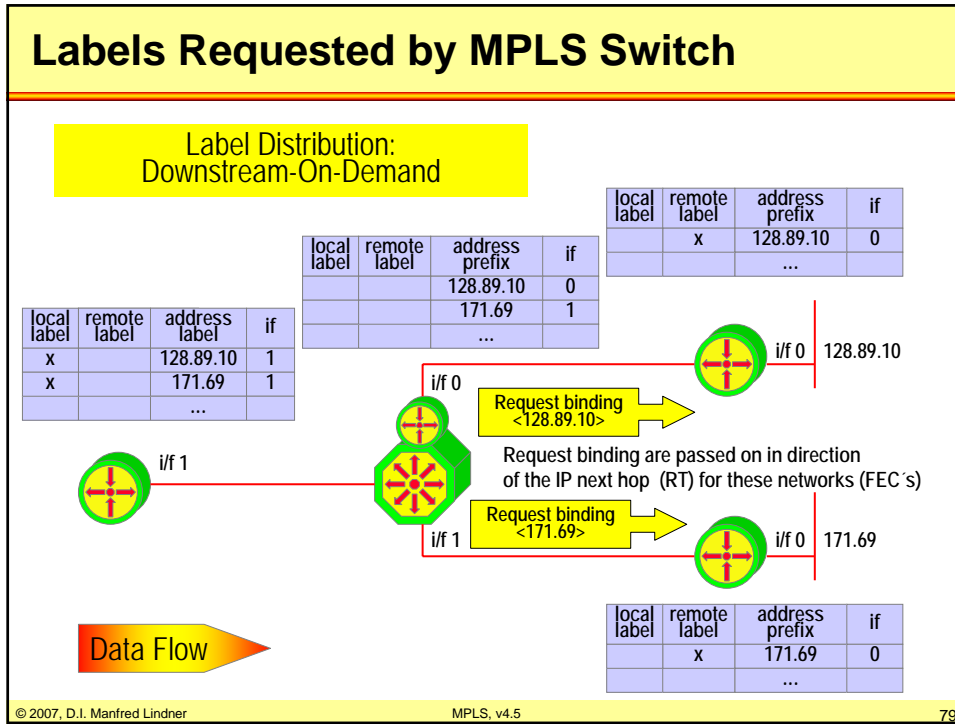 Labels Requested by MPLS Switch
Label Distribution:
Downstream-On-Demand
local label remote label address prefix if
x 128.89.10 0
...
local label remote label address prefix if
128.89.10 0
171.69 1
...
local label remote label address label if
x 128.89.10 1
x 171.69 1
...
i/f 0
i/f 0
128.89.10
Request binding
<128.89.10>
i/f 1
Request binding are passed on in direction
of the IP next hop (RT) for these networks (FEC´s)
Request binding
<171.69>
i/f 1
i/f 0
171.69
local label remote label address prefix if
x 171.69 0
...
Data Flow
© 2007, D.I. Manfred Lindner
MPLS, v4.5
79